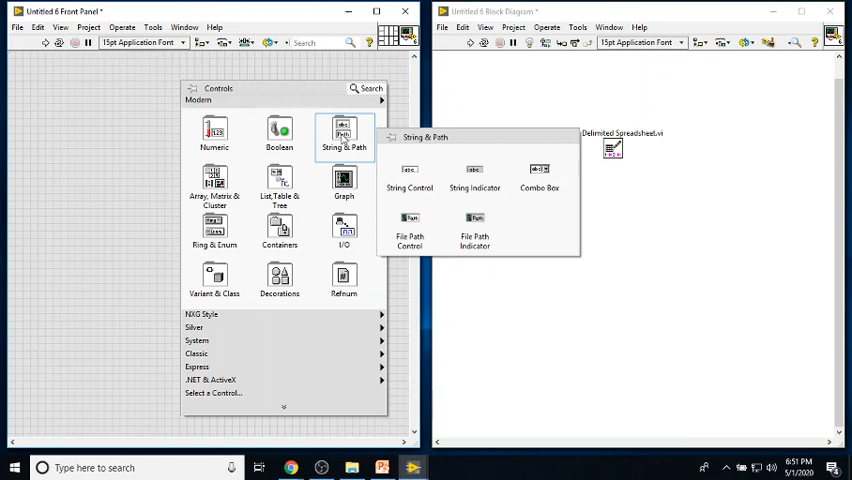 Untitled 6 Front Panel *
File Edit View Project Operate Tools Window Help
15pt Application Font
Search
Controls
Search
Modern
Numeric
Boolean
String & Path
Array, Matrix & Cluster
List, Table & Tree
Graph
Ring & Enum
Containers
I/O
Variant & Class
Decorations
Refnum
NXG Style
Silver
System
Classic
Express
.NET & ActiveX
Select a Control...
String & Path
String Control
String Indicator
Combo Box
File Path Control
File Path Indicator
Untitled 6 Block Diagram *
File Edit View Project Operate Tools Window Help
15pt Application Font
Delimited Spreadsheet.vi
Type here to search
6:51 PM
5/1/2020